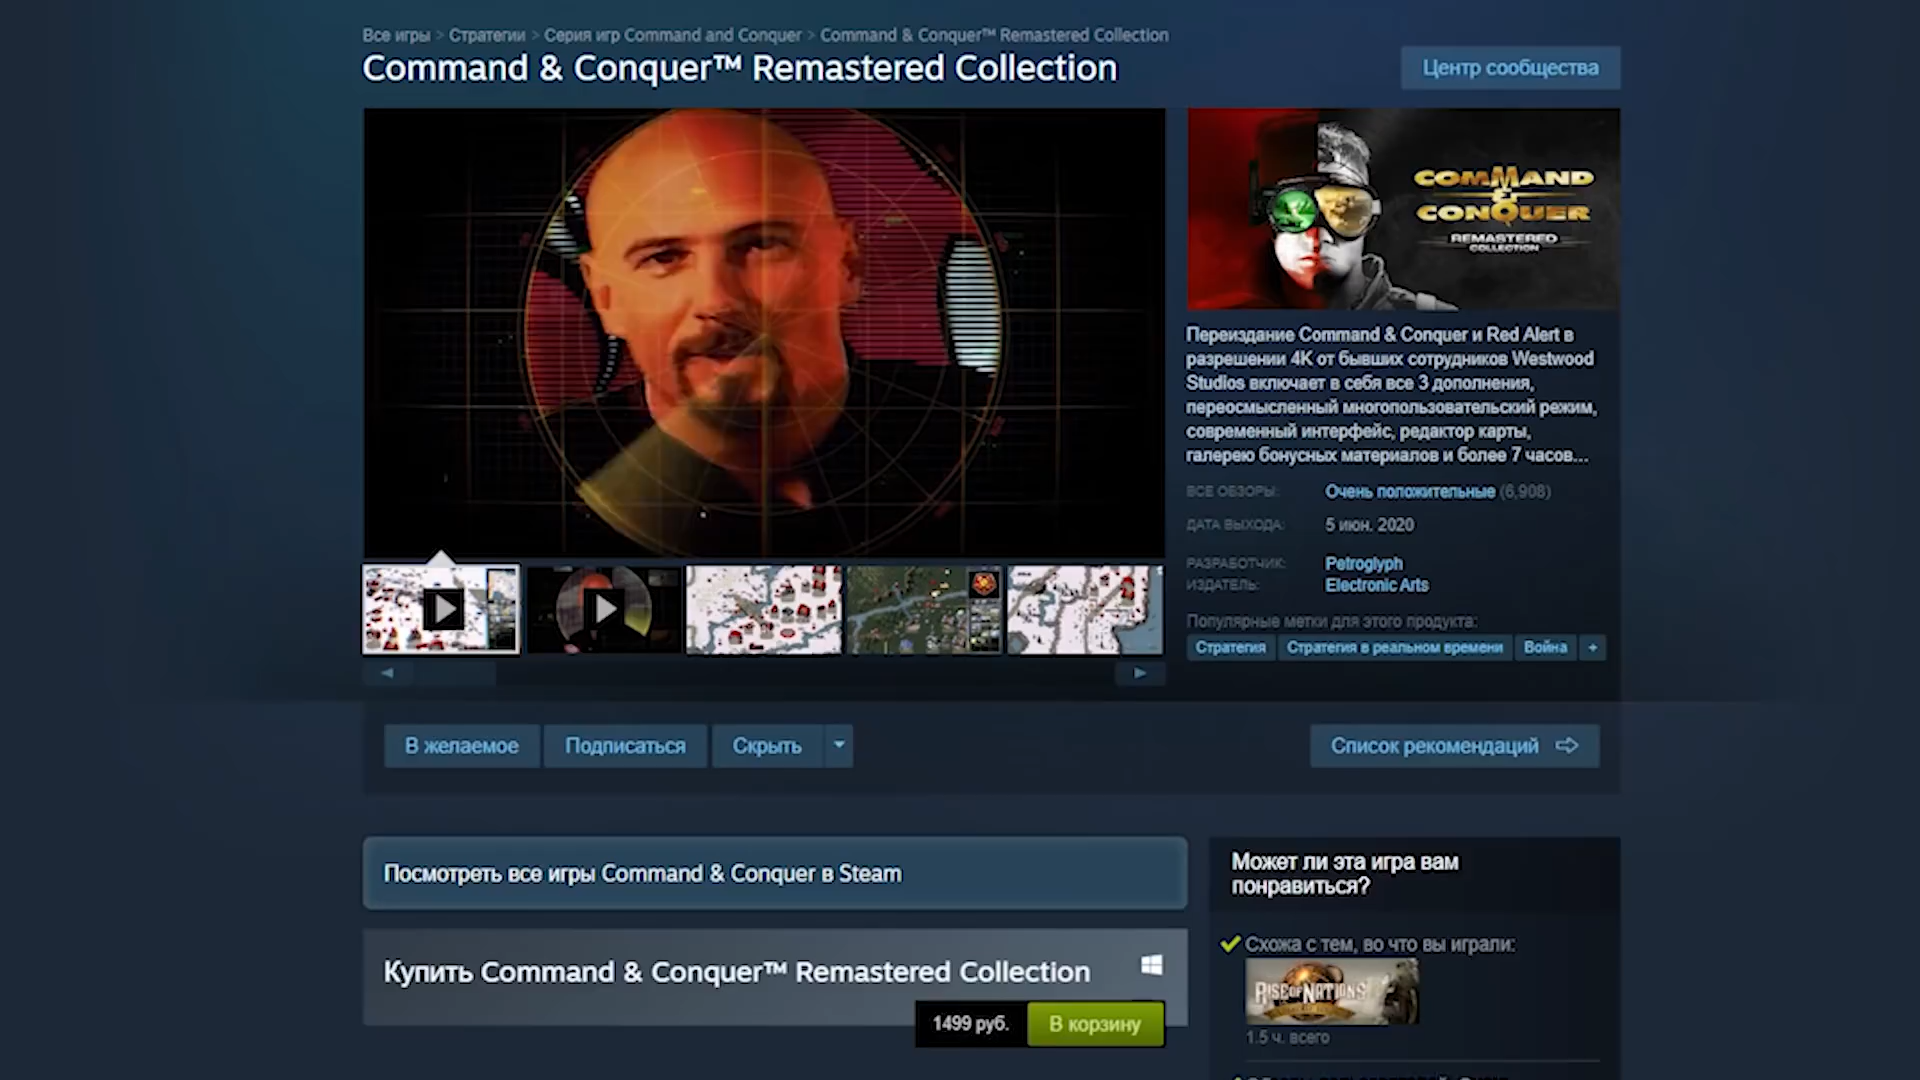 Все игры > Стратегии > Серия игр Command and Conquer > Command & Conquer™ Remastered Collection
Command & Conquer™ Remastered Collection
Центр сообщества
COMMAND
&
CONQUER
REMASTERED
COLLECTION
Переиздание Command & Conquer и Red Alert в
разрешении 4K от бывших сотрудников Westwood
Studios включает в себя все 3 дополнения,
переосмысленный многопользовательский режим,
современный интерфейс, редактор карты,
галерею бонусных материалов и более 7 часов...
ВСЕ ОБЗОРЫ: Очень положительные (6,908)
ДАТА ВЫХОДА: 5 июн. 2020
РАЗРАБОТЧИК: Petroglyph
ИЗДАТЕЛЬ: Electronic Arts
Популярные метки для этого продукта:
Стратегия Стратегия в реальном времени Война +
В желаемое Подписаться Скрыть
Список рекомендаций
Посмотреть все игры Command & Conquer в Steam
Купить Command & Conquer™ Remastered Collection
1499 руб. В корзину
Может ли эта игра вам
понравиться?
Схожа с тем, во что вы играли:
RISE OF NATIONS
1.5 ч. всего